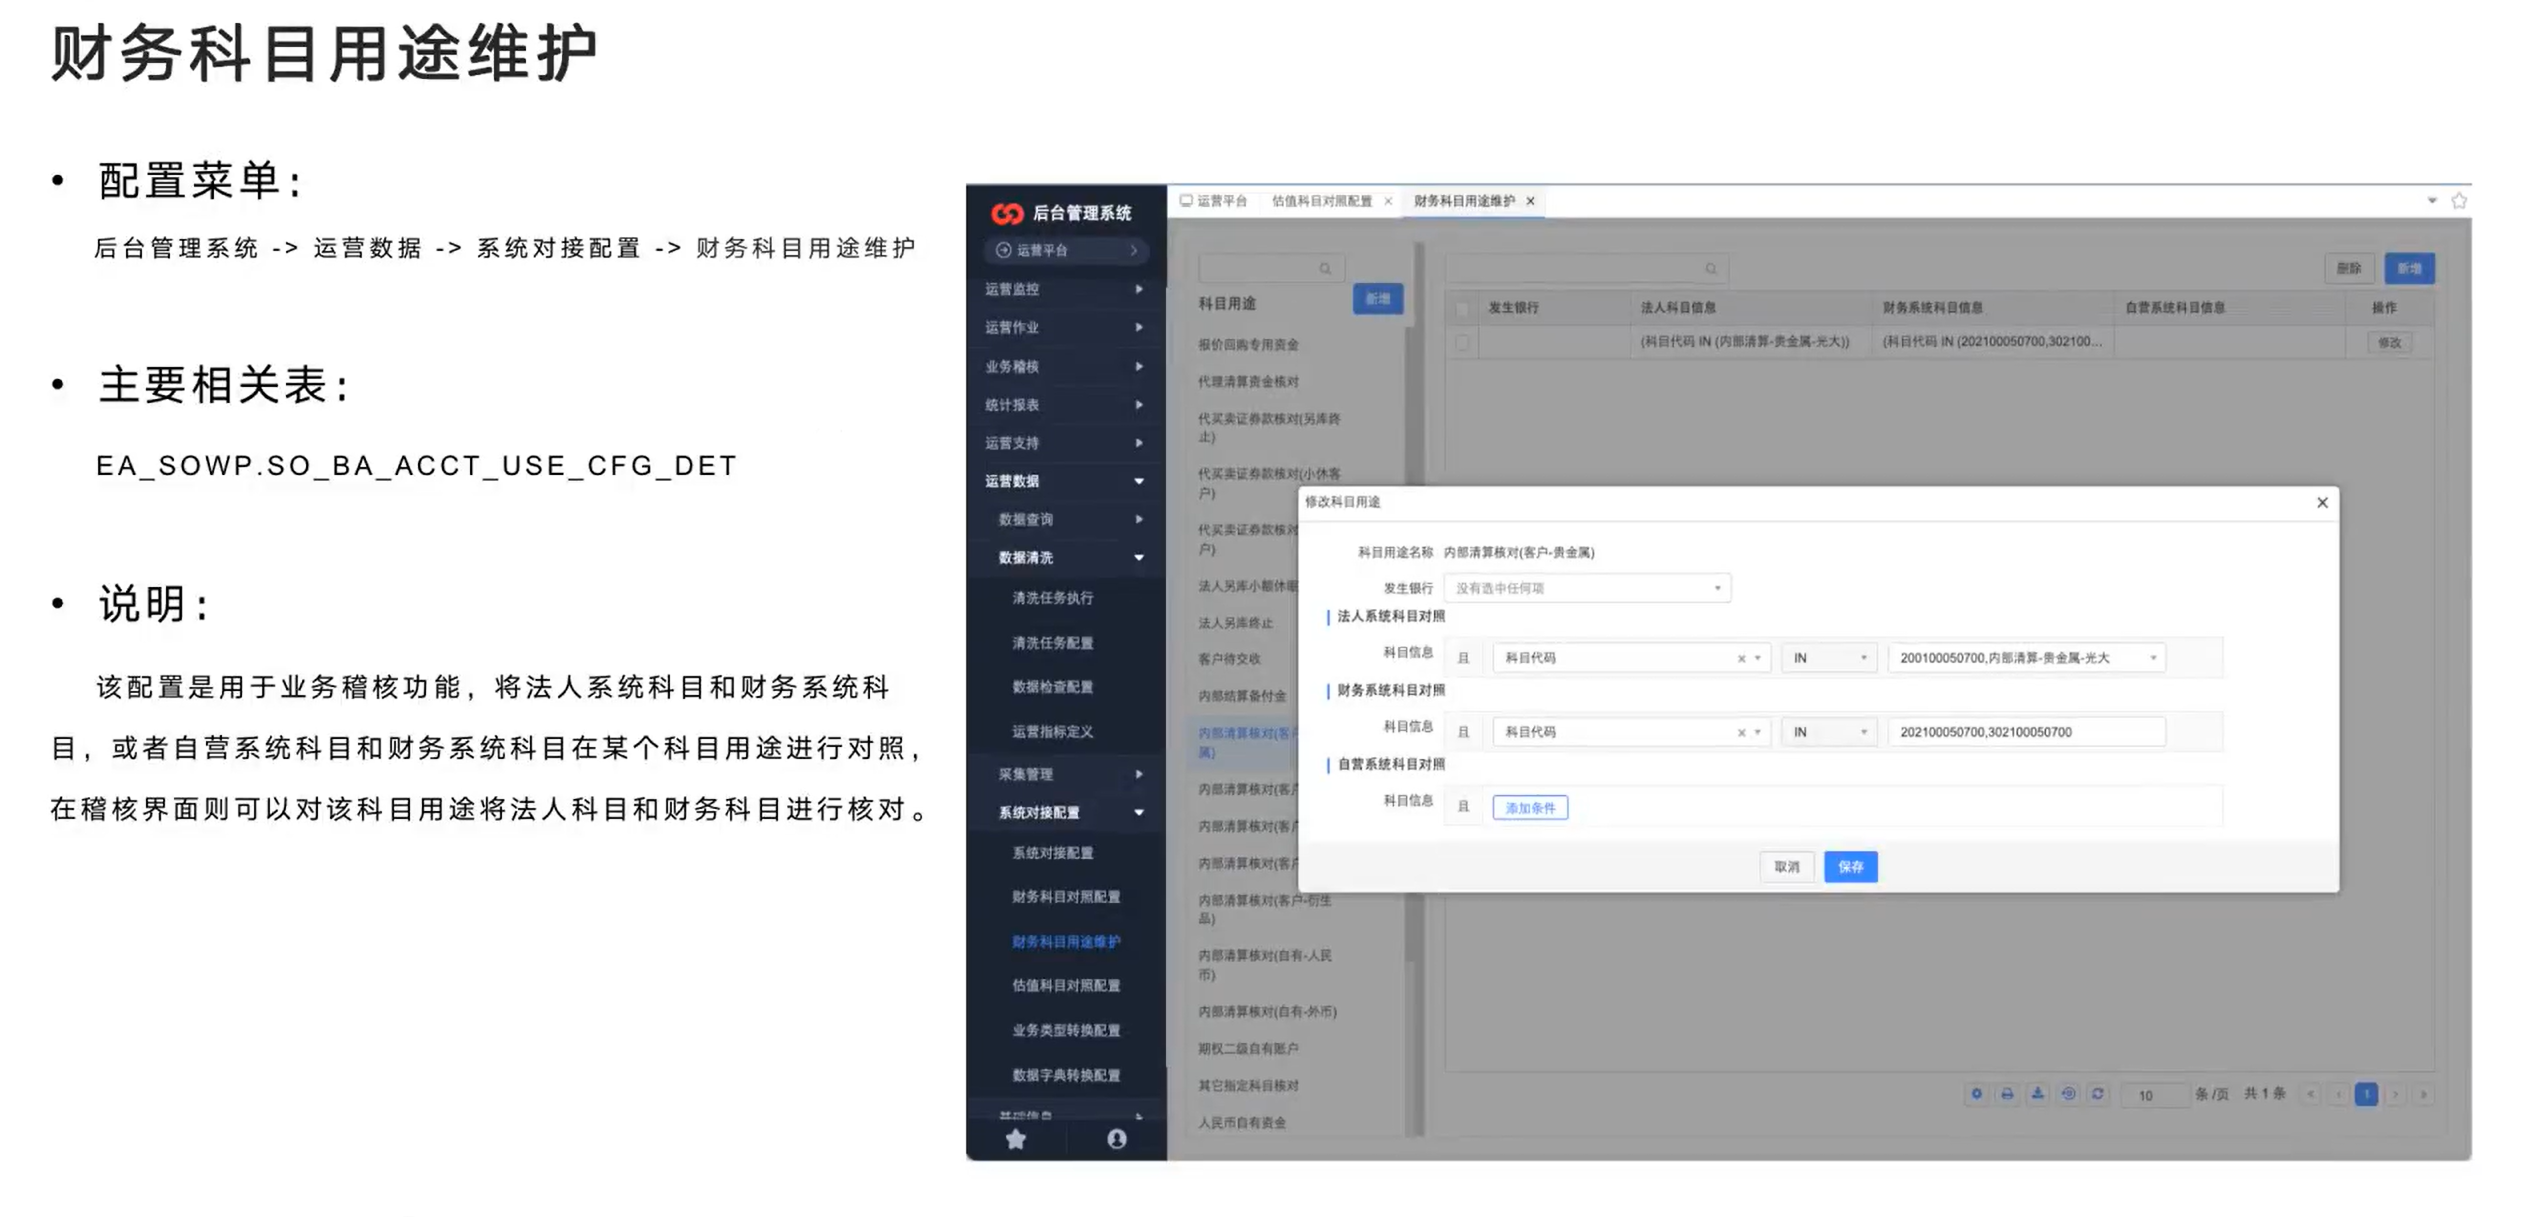 财务科目用途维护
• 配置菜单：
后台管理系统 -> 运营数据 -> 系统对接配置 -> 财务科目用途维护
• 主要相关表：
EA_SOWP.SO_BA_ACCT_USE_CFG_DET
• 说明：
该配置是用于业务稽核功能，将法人系统科目和财务系统科
目，或者自营系统科目和财务系统科目在某个科目用途进行对照，
在稽核界面则可以对该科目用途将法人科目和财务科目进行核对。
后台管理系统
运营平台
运营监控
运营作业
业务稽核
统计报表
运营支持
运营数据
数据查询
数据清洗
清洗任务执行
清洗任务配置
数据检查配置
运营指标定义
采集管理
系统对接配置
系统对接配置
财务科目对照配置
财务科目用途维护
估值科目对照配置
业务类型转换配置
数据字典转换配置
基础信息
运营平台 估值科目对照配置 × 财务科目用途维护 ×
科目用途 新增
报价回购专用资金
代理清算资金核对
代买卖证券款核对(另库终
止)
代买卖证券款核对(小休客
户)
代买卖证券款核对
户)
法人另库小额休眠
法人另库终止
客户待交收
内部结算备付金
内部清算核对(客户
属)
内部清算核对(客户
内部清算核对(客户
内部清算核对(客户
内部清算核对(客户-衍生
品)
内部清算核对(自有-人民
币)
内部清算核对(自有-外币)
期权二级自有账户
其它指定科目核对
人民币自有资金
删除 新增
发生银行 法人科目信息 财务系统科目信息 自营系统科目信息 操作
(科目代码 IN (内部清算-贵金属-光大)) (科目代码 IN (202100050700,302100... 修改
修改科目用途 ×
科目用途名称 内部清算核对(客户-贵金属)
发生银行 没有选中任何项
法人系统科目对照
科目信息 且 科目代码 × IN 200100050700,内部清算-贵金属-光大
财务系统科目对照
科目信息 且 科目代码 × IN 202100050700,302100050700
自营系统科目对照
科目信息 且 添加条件
取消 保存
10 条/页 共 1 条 « ‹ 1 › »